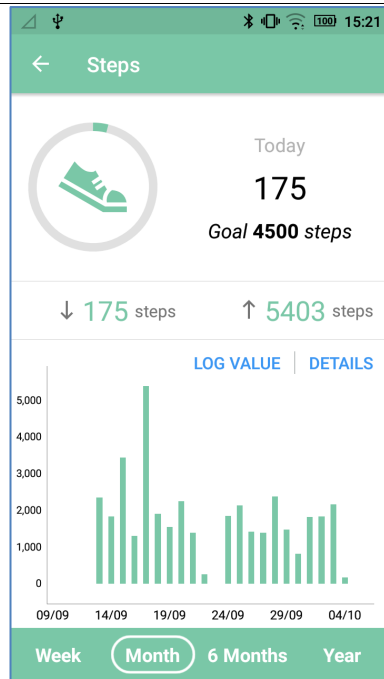 100 15:21
Steps
Today
175
Goal 4500 steps
↓ 175 steps ↑ 5403 steps
LOG VALUE | DETAILS
5,000
4,000
3,000
2,000
1,000
0
09/09 14/09 19/09 24/09 29/09 04/10
Week Month 6 Months Year